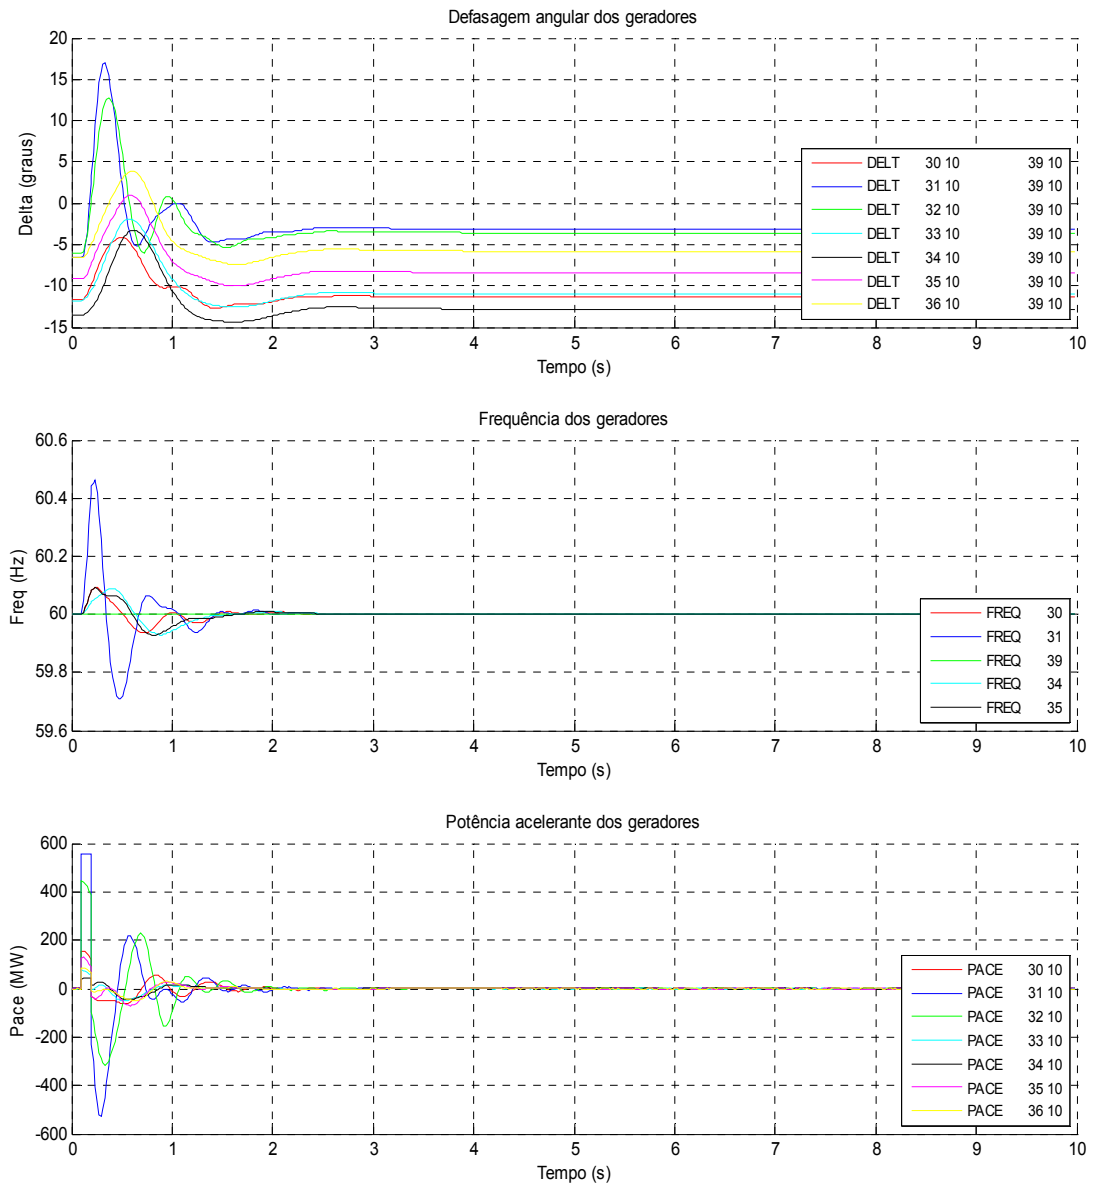 Defasagem angular dos geradores
20
15
10
5
0
-5
-10
-15
Delta (graus)
DELT 30 10 39 10
DELT 31 10 39 10
DELT 32 10 39 10
DELT 33 10 39 10
DELT 34 10 39 10
DELT 35 10 39 10
DELT 36 10 39 10
0 1 2 3 4 5 6 7 8 9 10
Tempo (s)
Frequência dos geradores
60.6
60.4
60.2
60
59.8
59.6
Freq (Hz)
FREQ 30
FREQ 31
FREQ 39
FREQ 34
FREQ 35
0 1 2 3 4 5 6 7 8 9 10
Tempo (s)
Potência acelerante dos geradores
600
400
200
0
-200
-400
-600
Pace (MW)
PACE 30 10
PACE 31 10
PACE 32 10
PACE 33 10
PACE 34 10
PACE 35 10
PACE 36 10
0 1 2 3 4 5 6 7 8 9 10
Tempo (s)